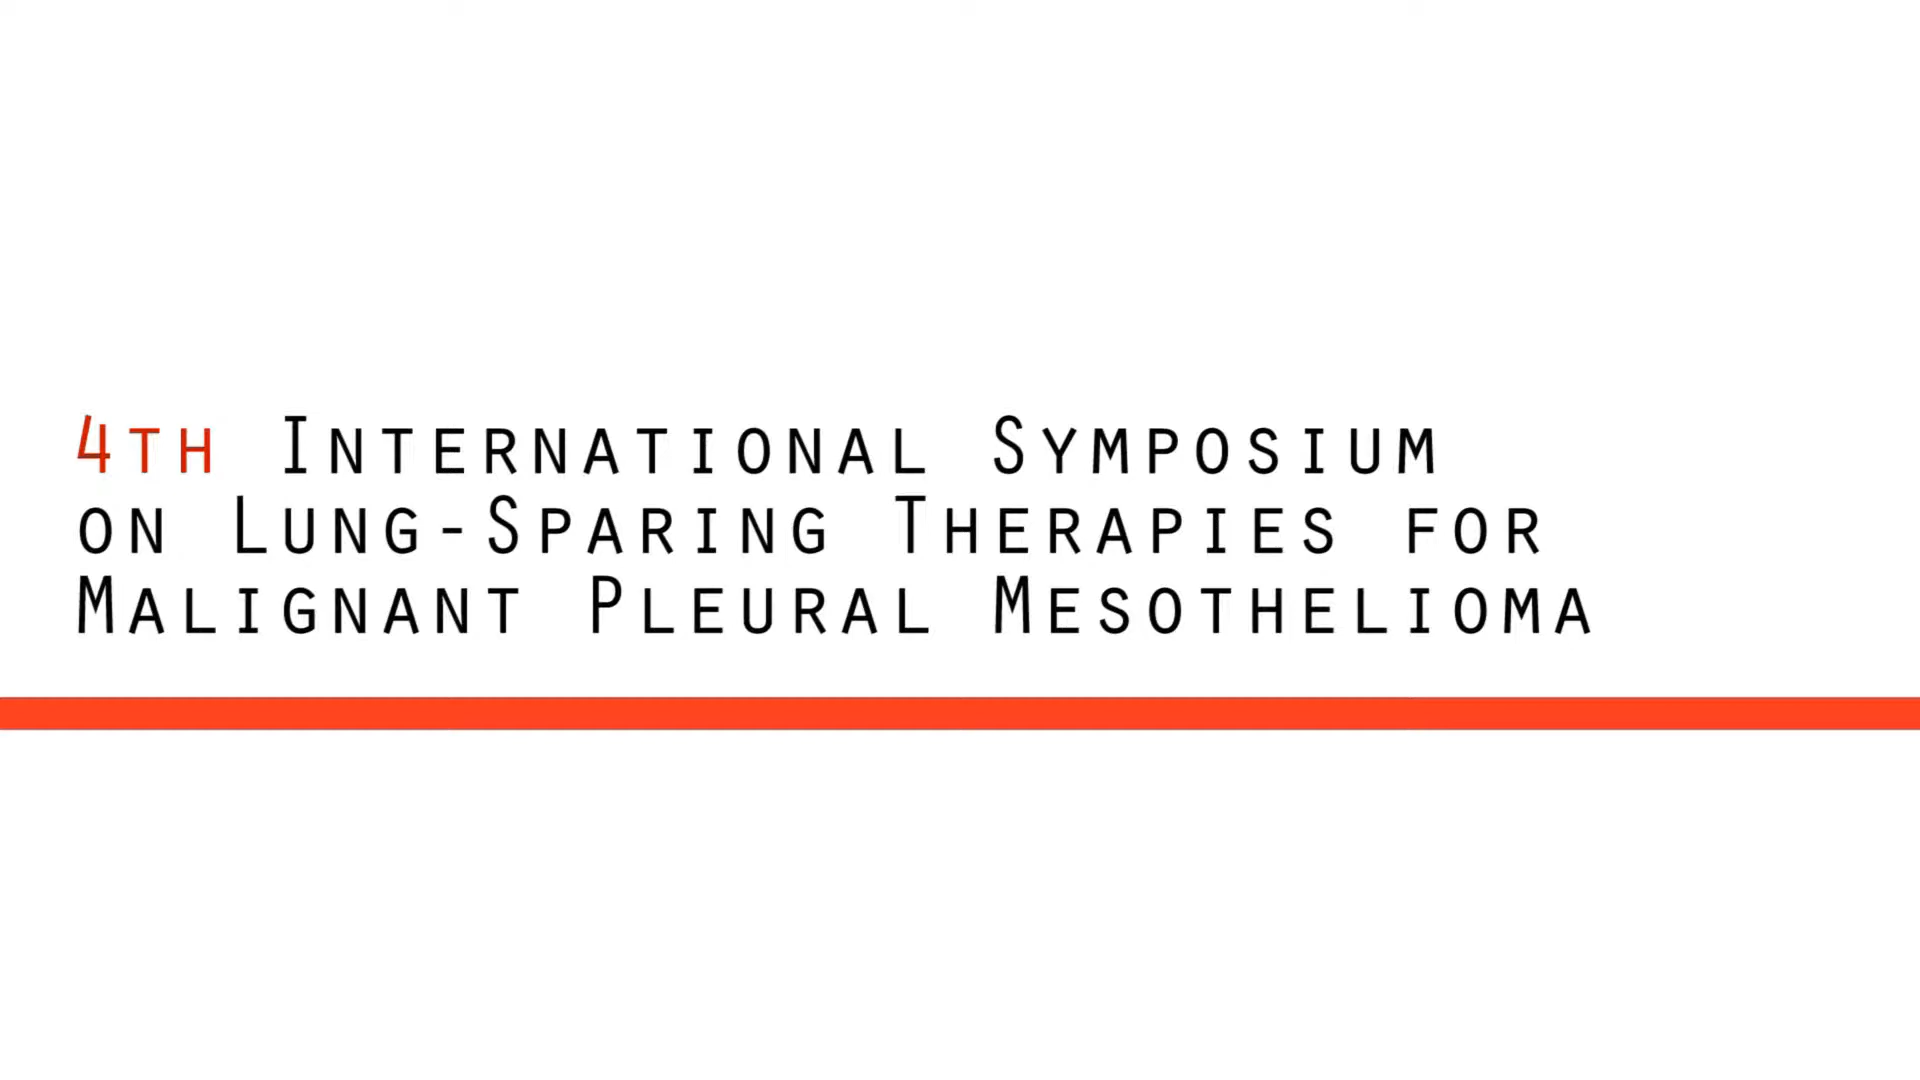 4th International Symposium
on Lung-Sparing Therapies for
Malignant Pleural Mesothelioma